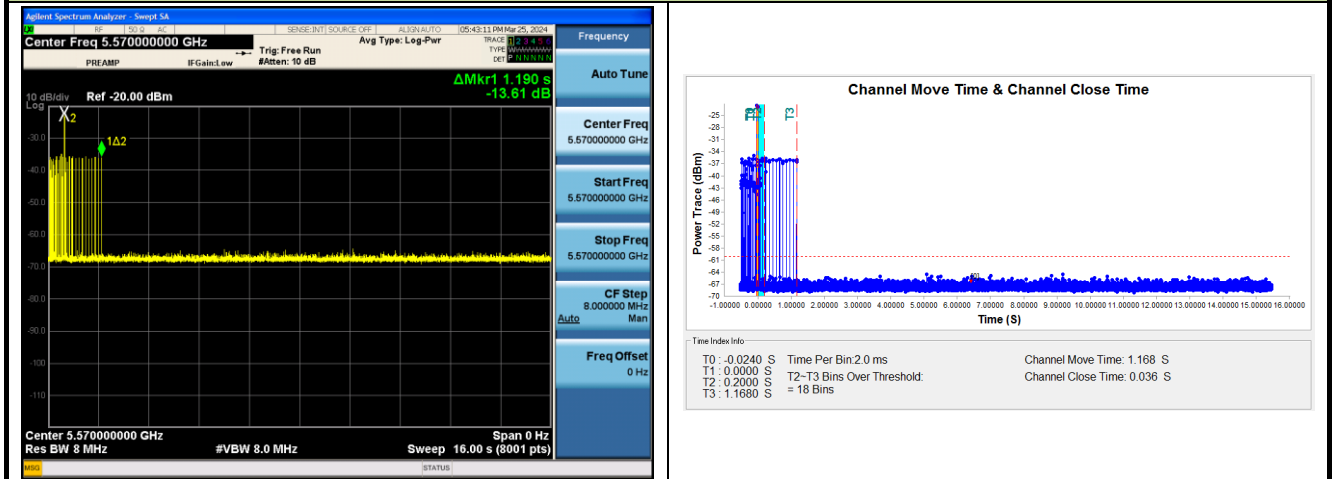 Agilent Spectrum Analyzer - Swept SA
RF 50 Ω AC SENSE:INT SOURCE OFF ALIGN AUTO 05:43:11 PM Mar 25, 2024
Center Freq 5.570000000 GHz
Avg Type: Log-Pwr
TRACE 1 2 3 4 5 6
TYPE
DET P N N N N N
PREAMP IFGain:Low
Trig: Free Run
#Atten: 10 dB
ΔMkr1 1.190 s
-13.61 dB
10 dB/div Ref -20.00 dBm
Log
X2
1Δ2
-30.0
-40.0
-50.0
-60.0
-70.0
-80.0
-90.0
-100
-110
Center 5.570000000 GHz Span 0 Hz
Res BW 8 MHz #VBW 8.0 MHz Sweep 16.00 s (8001 pts)
MSG STATUS
Frequency
Auto Tune
Center Freq
5.570000000 GHz
Start Freq
5.570000000 GHz
Stop Freq
5.570000000 GHz
CF Step
8.000000 MHz
Auto Man
Freq Offset
0 Hz
Channel Move Time & Channel Close Time
T3
Power Trace (dBm)
-25
-28
-31
-34
-37
-40
-43
-46
-49
-52
-55
-58
-61
-64
-67
-70
-1.00000 0.00000 1.00000 2.00000 3.00000 4.00000 5.00000 6.00000 7.00000 8.00000 9.00000 10.00000 11.00000 12.00000 13.00000 14.00000 15.00000 16.00000
Time (S)
Time Index Info
T0 : -0.0240 S
T1 : 0.0000 S
T2 : 0.2000 S
T3 : 1.1680 S
Time Per Bin:2.0 ms
T2~T3 Bins Over Threshold:
= 18 Bins
Channel Move Time: 1.168 S
Channel Close Time: 0.036 S